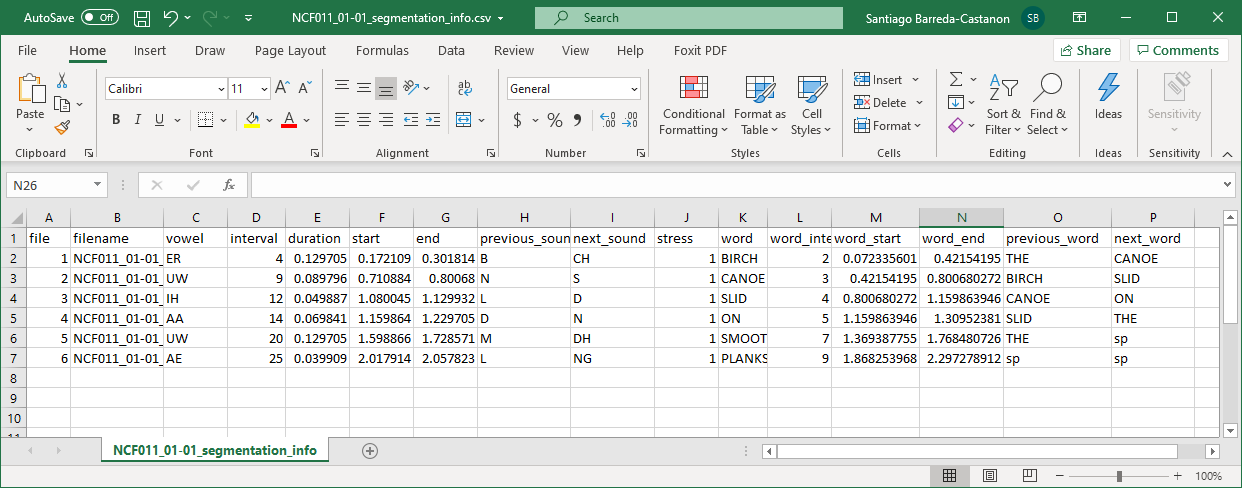 AutoSave Off NCF011_01-01_segmentation_info.csv Search Santiago Barreda-Castanon SB
File Home Insert Draw Page Layout Formulas Data Review View Help Foxit PDF Share Comments
Paste Calibri 11 A A ab c General Conditional Formatting Format as Table Cell Styles Insert Delete Format Sort & Filter Find & Select Ideas Sensitivity
B I U A $ % , .00 .0
Clipboard Font Alignment Number Styles Cells Editing Ideas Sensitivity
N26 fx
A B C D E F G H I J K L M N O P
1 file filename vowel interval duration start end previous_soun next_sound stress word word_inte word_start word_end previous_word next_word
2 1 NCF011_01-01_ ER 4 0.129705 0.172109 0.301814 B CH 1 BIRCH 2 0.072335601 0.42154195 THE CANOE
3 2 NCF011_01-01_ UW 9 0.089796 0.710884 0.80068 N S 1 CANOE 3 0.42154195 0.800680272 BIRCH SLID
4 3 NCF011_01-01_ IH 12 0.049887 1.080045 1.129932 L D 1 SLID 4 0.800680272 1.159863946 CANOE ON
5 4 NCF011_01-01_ AA 14 0.069841 1.159864 1.229705 D N 1 ON 5 1.159863946 1.30952381 SLID THE
6 5 NCF011_01-01_ UW 20 0.129705 1.598866 1.728571 M DH 1 SMOOT 7 1.369387755 1.768480726 THE sp
7 6 NCF011_01-01_ AE 25 0.039909 2.017914 2.057823 L NG 1 PLANKS 9 1.868253968 2.297278912 sp sp
8
9
10
NCF011_01-01_segmentation_info
100%